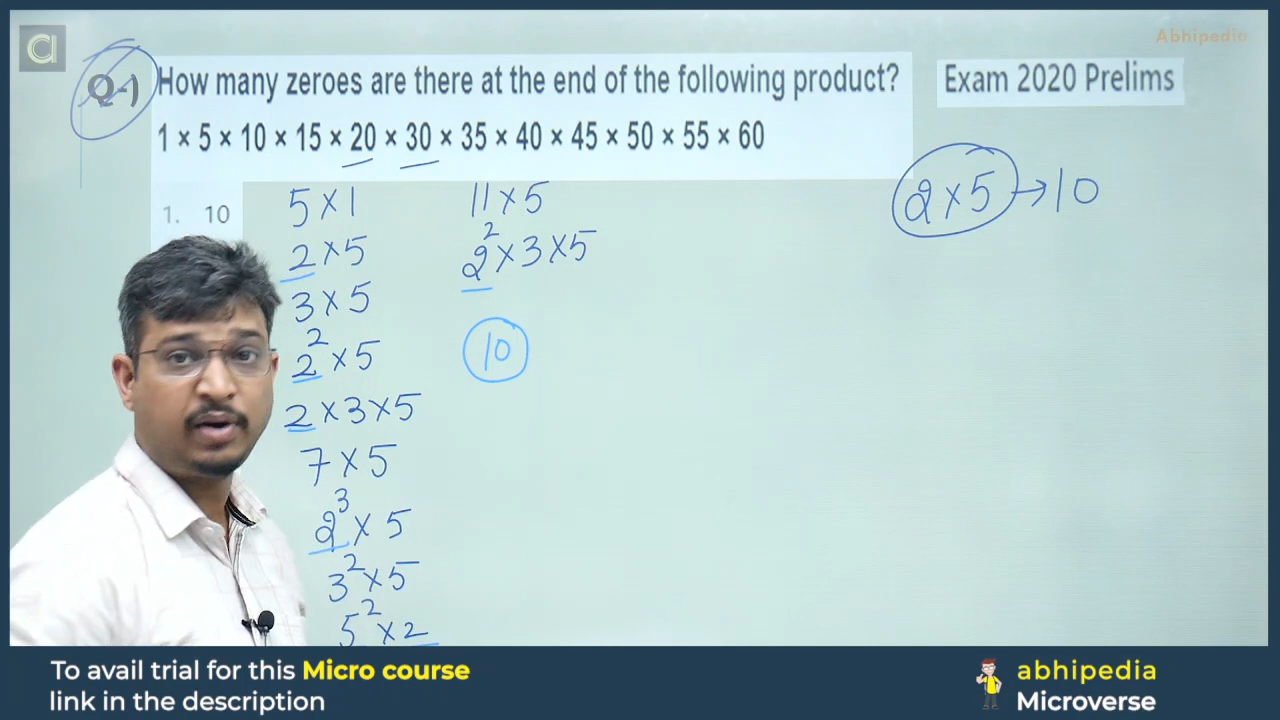 Abhipedia
Q-1 How many zeroes are there at the end of the following product?
Exam 2020 Prelims
1 × 5 × 10 × 15 × 20 × 30 × 35 × 40 × 45 × 50 × 55 × 60
1. 10
5 × 1
2 × 5
3 × 5
2² × 5
2 × 3 × 5
7 × 5
2³ × 5
3² × 5
5² × 2
11 × 5
2² × 3 × 5
10
2 × 5 → 10
To avail trial for this Micro course
link in the description
abhipedia
Microverse